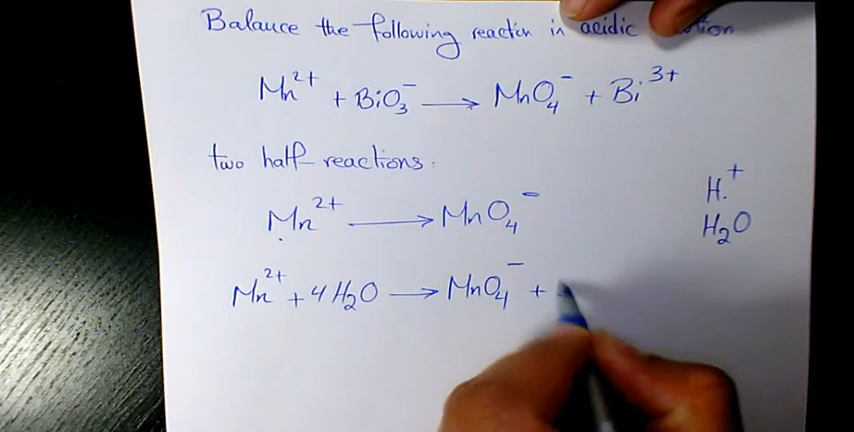 Balance the following reaction in acidic
Mn²⁺ + BiO₃⁻ → MnO₄⁻ + Bi³⁺
two half reactions:
Mn²⁺ → MnO₄⁻
H⁺
H₂O
Mn²⁺ + 4H₂O → MnO₄⁻ +